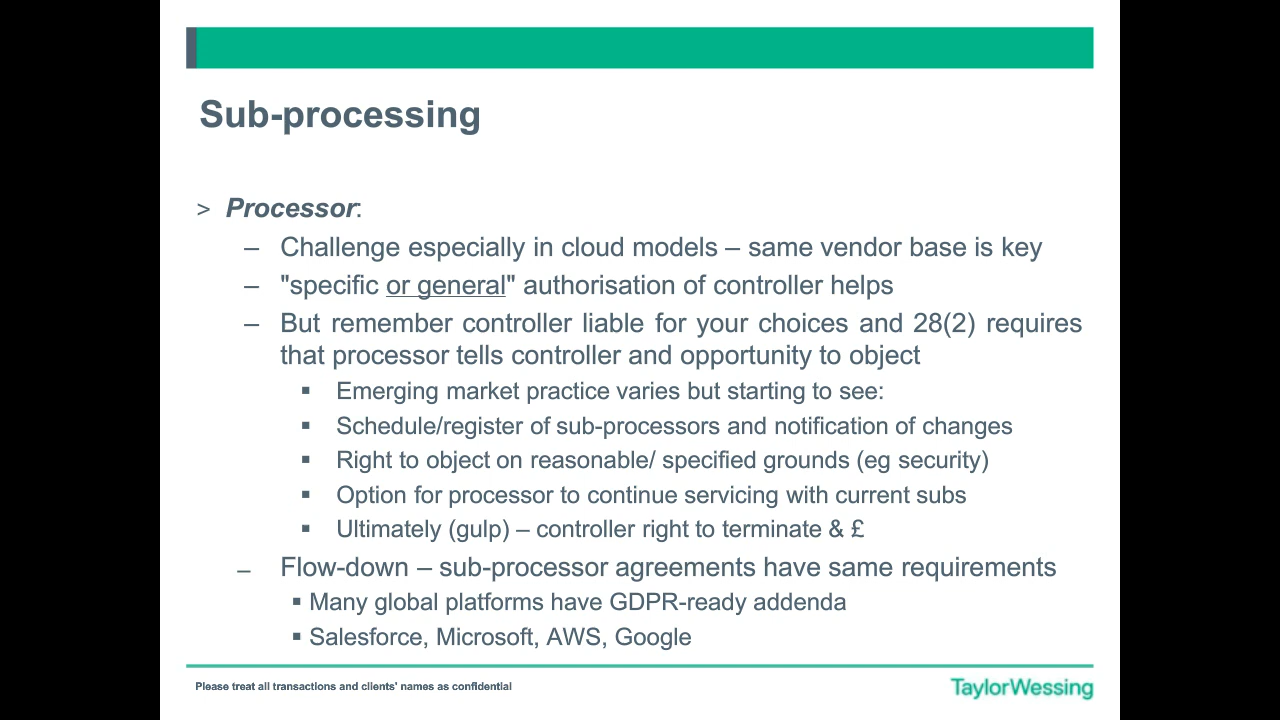 Sub-processing
> Processor:
– Challenge especially in cloud models – same vendor base is key
– "specific or general" authorisation of controller helps
– But remember controller liable for your choices and 28(2) requires
that processor tells controller and opportunity to object
▪ Emerging market practice varies but starting to see:
▪ Schedule/register of sub-processors and notification of changes
▪ Right to object on reasonable/ specified grounds (eg security)
▪ Option for processor to continue servicing with current subs
▪ Ultimately (gulp) – controller right to terminate & £
– Flow-down – sub-processor agreements have same requirements
▪ Many global platforms have GDPR-ready addenda
▪ Salesforce, Microsoft, AWS, Google
Please treat all transactions and clients' names as confidential
TaylorWessing